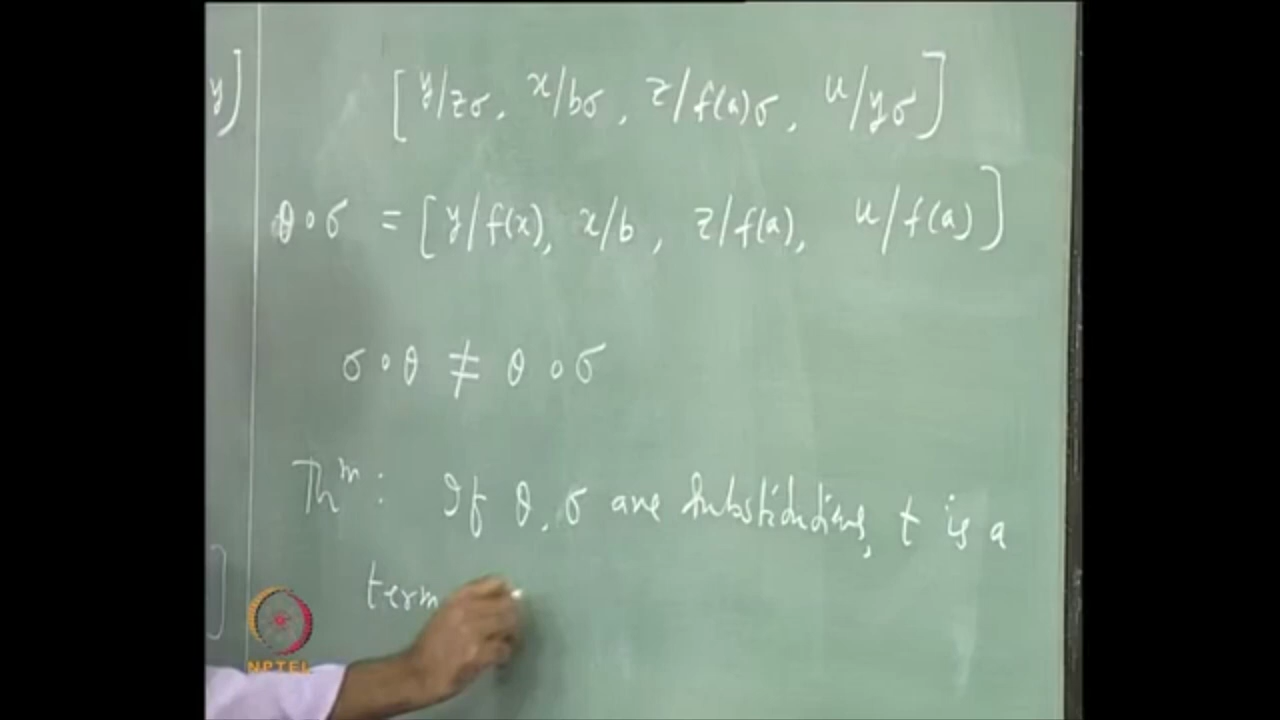 y]
[y/zσ, x/bσ, z/f(a)σ, u/yσ]
θ∘σ = [y/f(x), x/b, z/f(a), u/f(a)]
σ∘θ ≠ θ∘σ
Thm: If θ, σ are substitutions, t is a
term
]
NPTEL